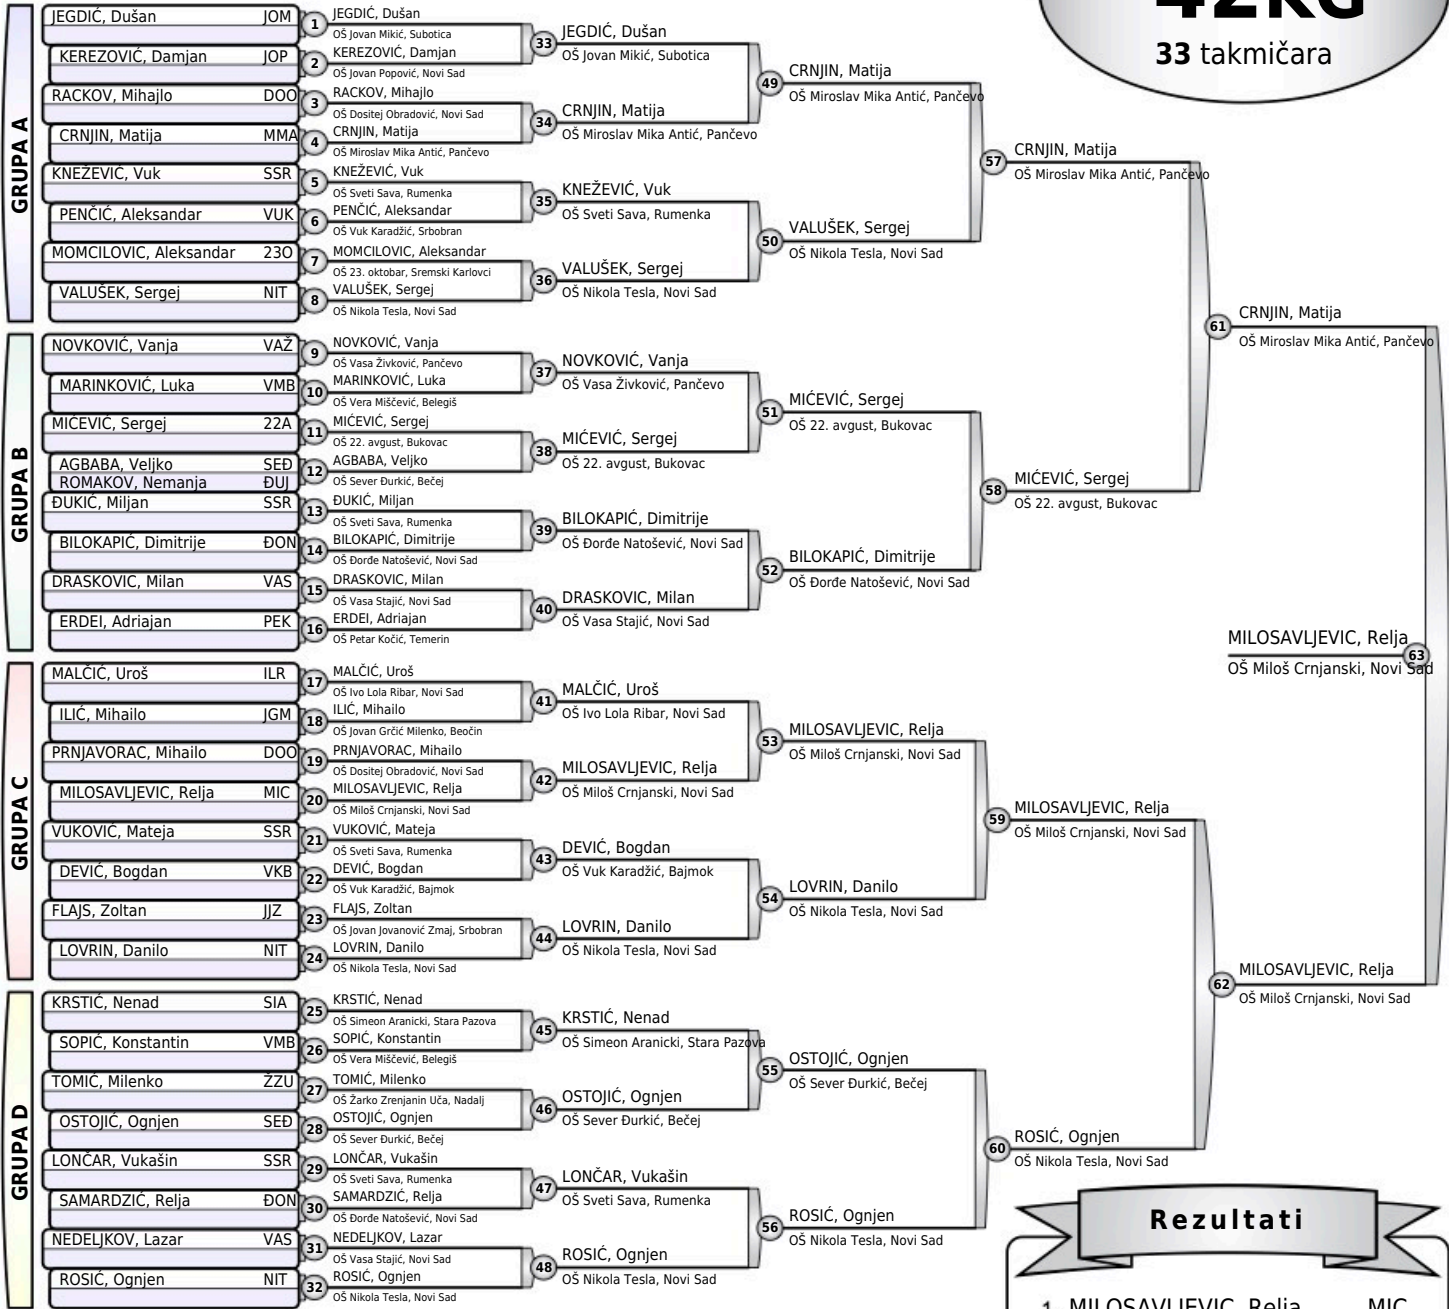 42KG
33 takmičara
GRUPA A
JEGDIĆ, Dušan JOM
KEREZOVIĆ, Damjan JOP
RACKOV, Mihajlo DOO
CRNJIN, Matija MMA
KNEŽEVIĆ, Vuk SSR
PENČIĆ, Aleksandar VUK
MOMCILOVIC, Aleksandar 23O
VALUŠEK, Sergej NIT
GRUPA B
NOVKOVIĆ, Vanja VAŽ
MARINKOVIĆ, Luka VMB
MIĆEVIĆ, Sergej 22A
AGBABA, Veljko SEĐ
ROMAKOV, Nemanja ĐUJ
ĐUKIĆ, Miljan SSR
BILOKAPIĆ, Dimitrije ĐON
DRASKOVIC, Milan VAS
ERDEI, Adriajan PEK
GRUPA C
MALČIĆ, Uroš ILR
ILIĆ, Mihailo JGM
PRNJAVORAC, Mihailo DOO
MILOSAVLJEVIC, Relja MIC
VUKOVIĆ, Mateja SSR
DEVIĆ, Bogdan VKB
FLAJS, Zoltan JJZ
LOVRIN, Danilo NIT
GRUPA D
KRSTIĆ, Nenad SIA
SOPIĆ, Konstantin VMB
TOMIĆ, Milenko ŽZU
OSTOJIĆ, Ognjen SEĐ
LONČAR, Vukašin SSR
SAMARDZIĆ, Relja ĐON
NEDELJKOV, Lazar VAS
ROSIĆ, Ognjen NIT
1 JEGDIĆ, Dušan
OŠ Jovan Mikić, Subotica
2 KEREZOVIĆ, Damjan
OŠ Jovan Popović, Novi Sad
3 RACKOV, Mihajlo
OŠ Dositej Obradović, Novi Sad
4 CRNJIN, Matija
OŠ Miroslav Mika Antić, Pančevo
5 KNEŽEVIĆ, Vuk
OŠ Sveti Sava, Rumenka
6 PENČIĆ, Aleksandar
OŠ Vuk Karadžić, Srbobran
7 MOMCILOVIC, Aleksandar
OŠ 23. oktobar, Sremski Karlovci
8 VALUŠEK, Sergej
OŠ Nikola Tesla, Novi Sad
9 NOVKOVIĆ, Vanja
OŠ Vasa Živković, Pančevo
10 MARINKOVIĆ, Luka
OŠ Vera Miščević, Belegiš
11 MIĆEVIĆ, Sergej
OŠ 22. avgust, Bukovac
12 AGBABA, Veljko
OŠ Sever Đurkić, Bečej
13 ĐUKIĆ, Miljan
OŠ Sveti Sava, Rumenka
14 BILOKAPIĆ, Dimitrije
OŠ Đorđe Natošević, Novi Sad
15 DRASKOVIC, Milan
OŠ Vasa Stajić, Novi Sad
16 ERDEI, Adriajan
OŠ Petar Kočić, Temerin
17 MALČIĆ, Uroš
OŠ Ivo Lola Ribar, Novi Sad
18 ILIĆ, Mihailo
OŠ Jovan Grčić Milenko, Beočin
19 PRNJAVORAC, Mihailo
OŠ Dositej Obradović, Novi Sad
20 MILOSAVLJEVIC, Relja
OŠ Miloš Crnjanski, Novi Sad
21 VUKOVIĆ, Mateja
OŠ Sveti Sava, Rumenka
22 DEVIĆ, Bogdan
OŠ Vuk Karadžić, Bajmok
23 FLAJS, Zoltan
OŠ Jovan Jovanović Zmaj, Srbobran
24 LOVRIN, Danilo
OŠ Nikola Tesla, Novi Sad
25 KRSTIĆ, Nenad
OŠ Simeon Aranicki, Stara Pazova
26 SOPIĆ, Konstantin
OŠ Vera Miščević, Belegiš
27 TOMIĆ, Milenko
OŠ Žarko Zrenjanin Uča, Nadalj
28 OSTOJIĆ, Ognjen
OŠ Sever Đurkić, Bečej
29 LONČAR, Vukašin
OŠ Sveti Sava, Rumenka
30 SAMARDZIĆ, Relja
OŠ Đorđe Natošević, Novi Sad
31 NEDELJKOV, Lazar
OŠ Vasa Stajić, Novi Sad
32 ROSIĆ, Ognjen
OŠ Nikola Tesla, Novi Sad
33 JEGDIĆ, Dušan
OŠ Jovan Mikić, Subotica
34 CRNJIN, Matija
OŠ Miroslav Mika Antić, Pančevo
35 KNEŽEVIĆ, Vuk
OŠ Sveti Sava, Rumenka
36 VALUŠEK, Sergej
OŠ Nikola Tesla, Novi Sad
37 NOVKOVIĆ, Vanja
OŠ Vasa Živković, Pančevo
38 MIĆEVIĆ, Sergej
OŠ 22. avgust, Bukovac
39 BILOKAPIĆ, Dimitrije
OŠ Đorđe Natošević, Novi Sad
40 DRASKOVIC, Milan
OŠ Vasa Stajić, Novi Sad
41 MALČIĆ, Uroš
OŠ Ivo Lola Ribar, Novi Sad
42 MILOSAVLJEVIC, Relja
OŠ Miloš Crnjanski, Novi Sad
43 DEVIĆ, Bogdan
OŠ Vuk Karadžić, Bajmok
44 LOVRIN, Danilo
OŠ Nikola Tesla, Novi Sad
45 KRSTIĆ, Nenad
OŠ Simeon Aranicki, Stara Pazova
46 OSTOJIĆ, Ognjen
OŠ Sever Đurkić, Bečej
47 LONČAR, Vukašin
OŠ Sveti Sava, Rumenka
48 ROSIĆ, Ognjen
OŠ Nikola Tesla, Novi Sad
49 CRNJIN, Matija
OŠ Miroslav Mika Antić, Pančevo
50 VALUŠEK, Sergej
OŠ Nikola Tesla, Novi Sad
51 MIĆEVIĆ, Sergej
OŠ 22. avgust, Bukovac
52 BILOKAPIĆ, Dimitrije
OŠ Đorđe Natošević, Novi Sad
53 MILOSAVLJEVIC, Relja
OŠ Miloš Crnjanski, Novi Sad
54 LOVRIN, Danilo
OŠ Nikola Tesla, Novi Sad
55 OSTOJIĆ, Ognjen
OŠ Sever Đurkić, Bečej
56 ROSIĆ, Ognjen
OŠ Nikola Tesla, Novi Sad
57 CRNJIN, Matija
OŠ Miroslav Mika Antić, Pančevo
58 MIĆEVIĆ, Sergej
OŠ 22. avgust, Bukovac
59 MILOSAVLJEVIC, Relja
OŠ Miloš Crnjanski, Novi Sad
60 ROSIĆ, Ognjen
OŠ Nikola Tesla, Novi Sad
61 CRNJIN, Matija
OŠ Miroslav Mika Antić, Pančevo
62 MILOSAVLJEVIC, Relja
OŠ Miloš Crnjanski, Novi Sad
MILOSAVLJEVIC, Relja 63
OŠ Miloš Crnjanski, Novi Sad
Rezultati
1 MILOSAVLJEVIC, Relja MIC